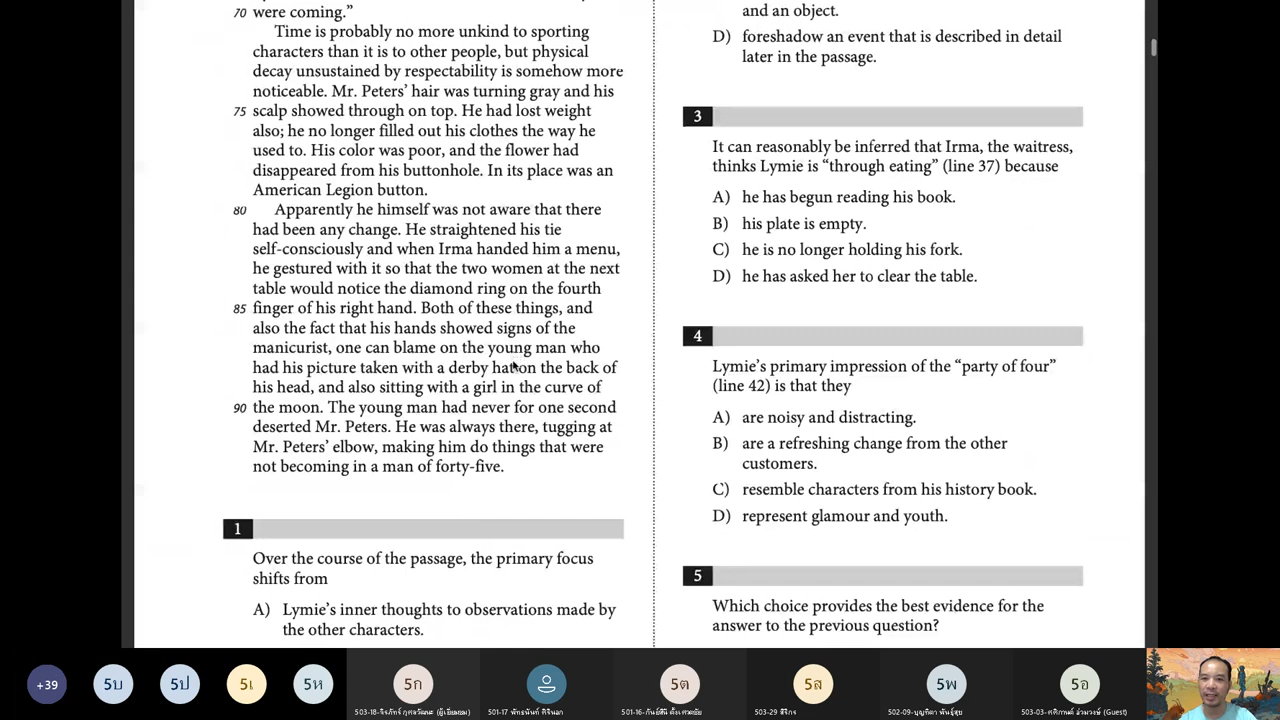 70 were coming.”
Time is probably no more unkind to sporting
characters than it is to other people, but physical
decay unsustained by respectability is somehow more
noticeable. Mr. Peters’ hair was turning gray and his
75 scalp showed through on top. He had lost weight
also; he no longer filled out his clothes the way he
used to. His color was poor, and the flower had
disappeared from his buttonhole. In its place was an
American Legion button.
80 Apparently he himself was not aware that there
had been any change. He straightened his tie
self-consciously and when Irma handed him a menu,
he gestured with it so that the two women at the next
table would notice the diamond ring on the fourth
85 finger of his right hand. Both of these things, and
also the fact that his hands showed signs of the
manicurist, one can blame on the young man who
had his picture taken with a derby hat on the back of
his head, and also sitting with a girl in the curve of
90 the moon. The young man had never for one second
deserted Mr. Peters. He was always there, tugging at
Mr. Peters’ elbow, making him do things that were
not becoming in a man of forty-five.
1
Over the course of the passage, the primary focus
shifts from
A) Lymie’s inner thoughts to observations made by
the other characters.
and an object.
D) foreshadow an event that is described in detail
later in the passage.
3
It can reasonably be inferred that Irma, the waitress,
thinks Lymie is “through eating” (line 37) because
A) he has begun reading his book.
B) his plate is empty.
C) he is no longer holding his fork.
D) he has asked her to clear the table.
4
Lymie’s primary impression of the “party of four”
(line 42) is that they
A) are noisy and distracting.
B) are a refreshing change from the other
customers.
C) resemble characters from his history book.
D) represent glamour and youth.
5
Which choice provides the best evidence for the
answer to the previous question?
+39
5บ
5ป
5เ
5ห
5ก
5ต
5ส
5พ
5อ
503-29 สิริกร